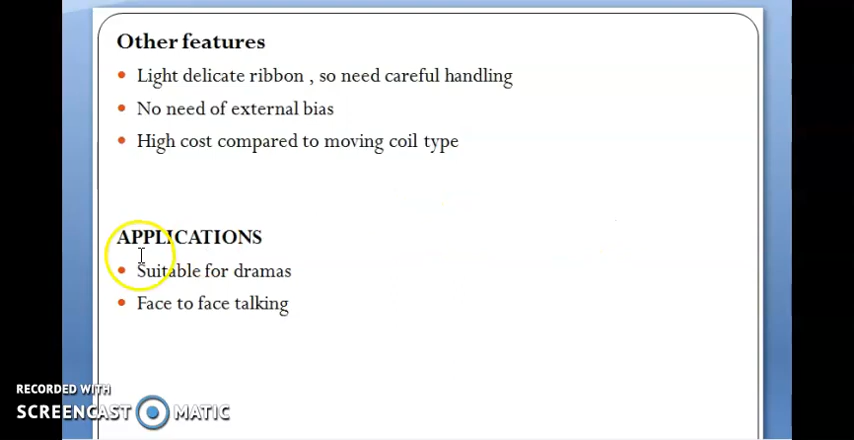 Other features
Light delicate ribbon , so need careful handling
No need of external bias
High cost compared to moving coil type
APPLICATIONS
Suitable for dramas
Face to face talking
RECORDED WITH
SCREENCAST MATIC